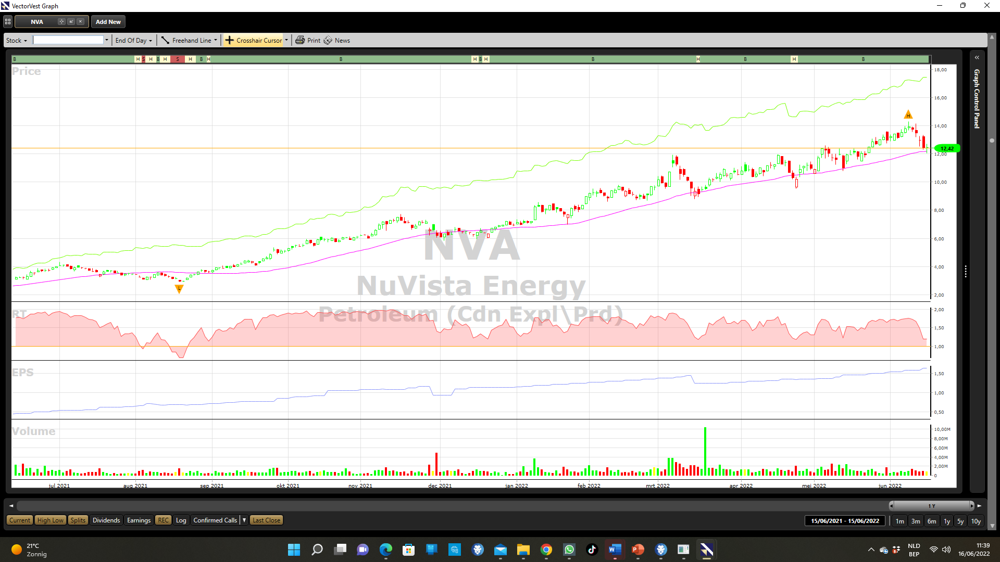 VectorVest Graph
NVA Add New
Stock End Of Day Freehand Line Crosshair Cursor Print News
B H S H B H S H B H B H B H B H B H B
Price
18,00
16,00
H
14,00
12,42
12,00
10,00
8,00
6,00
4,00
2,00
L
NVA
NuVista Energy
Petroleum (Cdn Expl\Prd)
RT
2,00
1,50
1,00
EPS
1,50
1,00
0,50
Volume
10,00M
8,00M
6,00M
4,00M
2,00M
0
jul 2021 aug 2021 sep 2021 okt 2021 nov 2021 dec 2021 jan 2022 feb 2022 mrt 2022 apr 2022 mei 2022 jun 2022
Graph Control Panel
1 Y
Current High Low Splits Dividends Earnings REC Log Confirmed Calls Last Close 15/06/2021 - 15/06/2022 1m 3m 6m 1y 5y 10y
21°C
Zonnig
NLD
BEP
11:39
16/06/2022